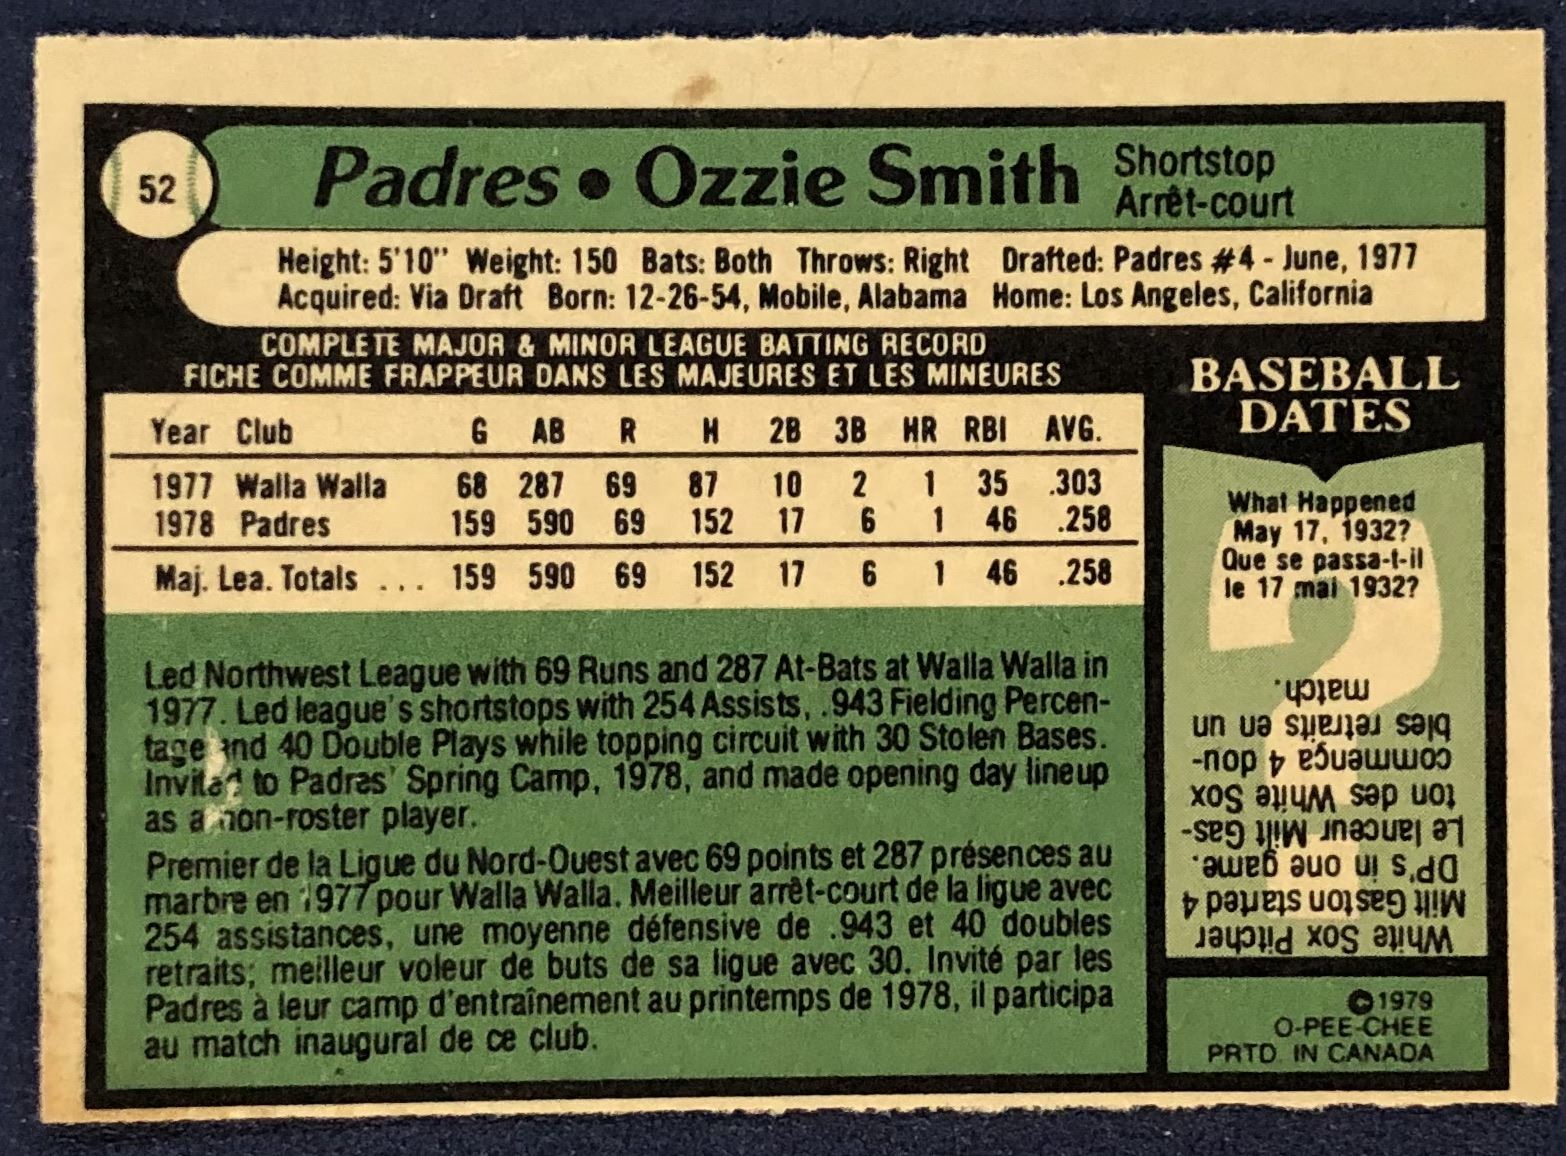 52
Padres • Ozzie Smith
Shortstop
Arrêt-court
Height: 5'10" Weight: 150 Bats: Both Throws: Right Drafted: Padres #4 - June, 1977
Acquired: Via Draft Born: 12-26-54, Mobile, Alabama Home: Los Angeles, California
COMPLETE MAJOR & MINOR LEAGUE BATTING RECORD
FICHE COMME FRAPPEUR DANS LES MAJEURES ET LES MINEURES
Year Club G AB R H 2B 3B HR RBI AVG.
1977 Walla Walla 68 287 69 87 10 2 1 35 .303
1978 Padres 159 590 69 152 17 6 1 46 .258
Maj. Lea. Totals ... 159 590 69 152 17 6 1 46 .258
Led Northwest League with 69 Runs and 287 At-Bats at Walla Walla in
1977. Led league's shortstops with 254 Assists, .943 Fielding Percen-
tage and 40 Double Plays while topping circuit with 30 Stolen Bases.
Invited to Padres' Spring Camp, 1978, and made opening day lineup
as a non-roster player.
Premier de la Ligue du Nord-Ouest avec 69 points et 287 présences au
marbre en 1977 pour Walla Walla. Meilleur arrêt-court de la ligue avec
254 assistances, une moyenne défensive de .943 et 40 doubles
retraits; meilleur voleur de buts de sa ligue avec 30. Invité par les
Padres à leur camp d'entraînement au printemps de 1978, il participa
au match inaugural de ce club.
BASEBALL
DATES
What Happened
May 17, 1932?
Que se passa-t-il
le 17 mai 1932?
White Sox Pitcher
Milt Gaston started 4
DP's in one game.
Le lanceur Milt Gas-
ton des White Sox
commença 4 dou-
bles retraits en un
match.
©1979
O-PEE-CHEE
PRTD. IN CANADA